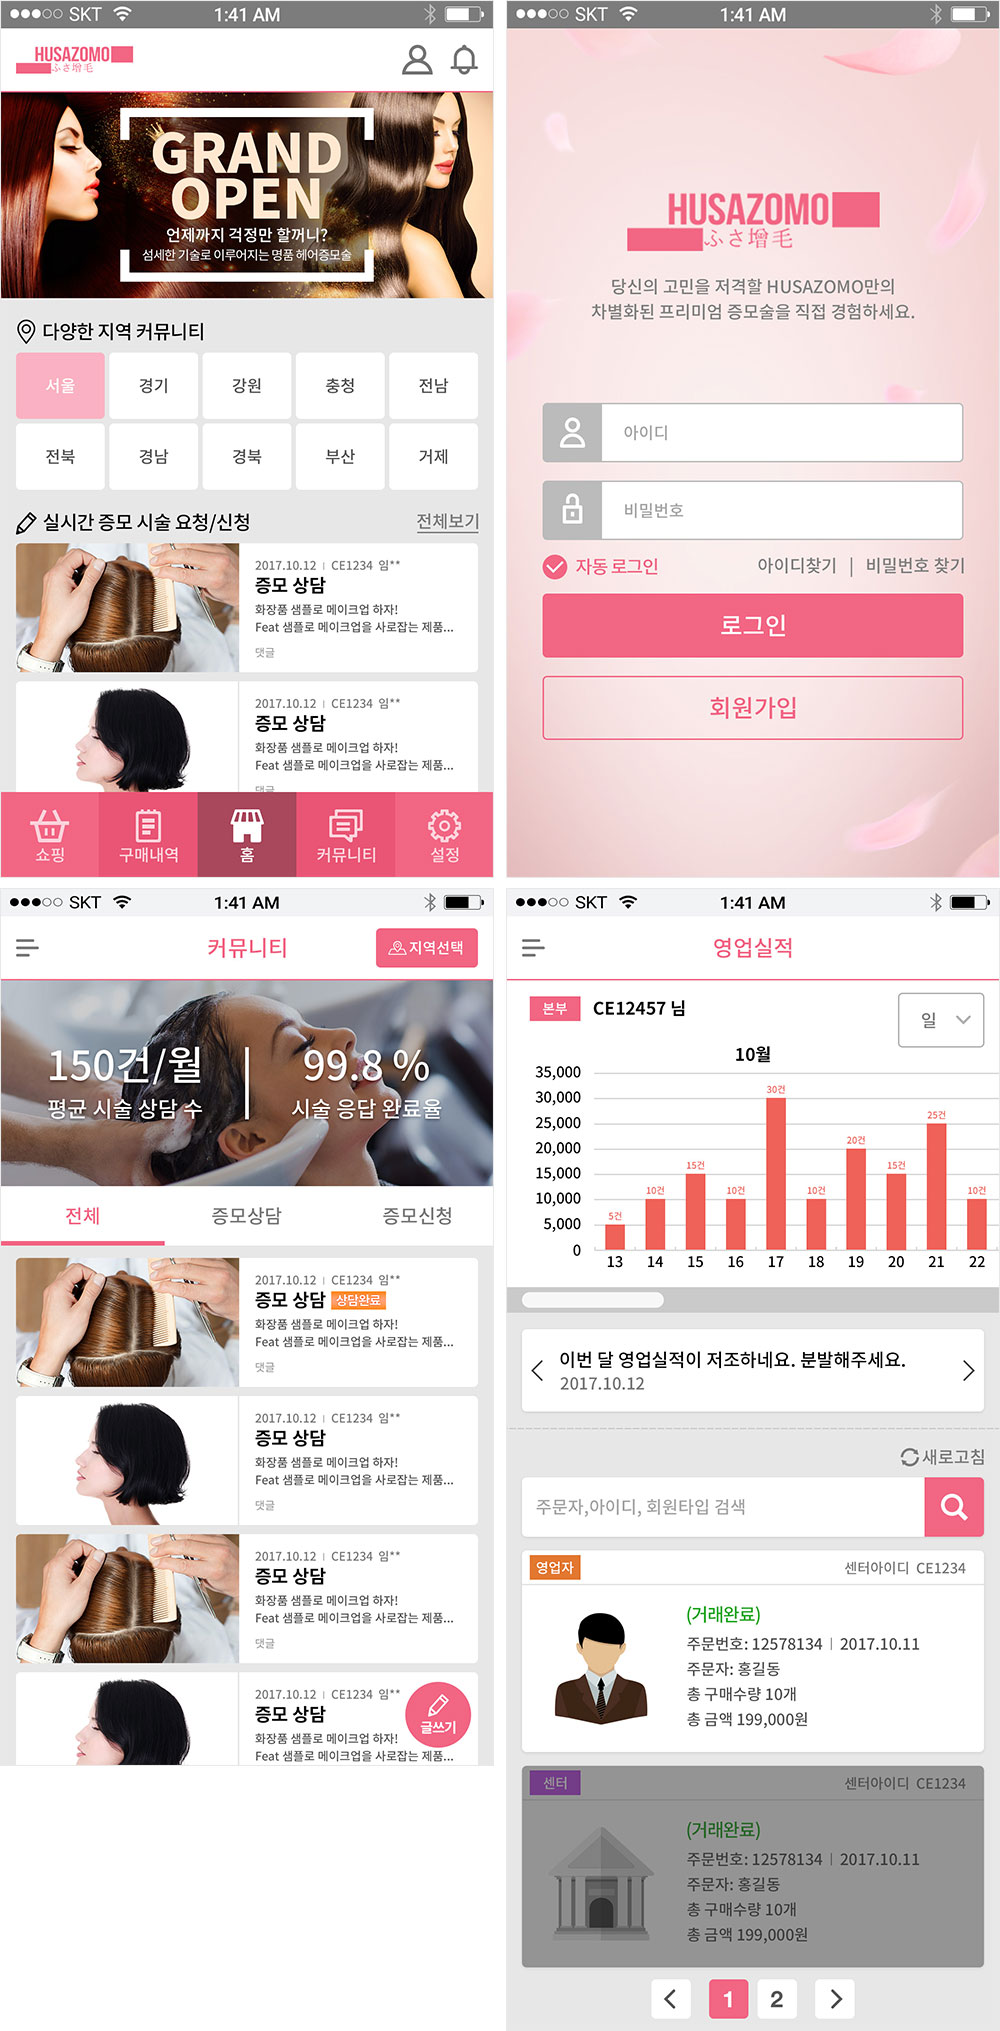 SKT 1:41 AM
HUSAZOMO
ふさ増毛
GRAND
OPEN
언제까지 걱정만 할꺼니?
섬세한 기술로 이루어지는 명품 헤어증모술
다양한 지역 커뮤니티
서울 경기 강원 충청 전남
전북 경남 경북 부산 거제
실시간 증모 시술 요청/신청 전체보기
2017.10.12 | CE1234 임**
증모 상담
화장품 샘플로 메이크업 하자!
Feat 샘플로 메이크업을 사로잡는 제품...
댓글
2017.10.12 | CE1234 임**
증모 상담
화장품 샘플로 메이크업 하자!
Feat 샘플로 메이크업을 사로잡는 제품...
댓글
쇼핑 구매내역 홈 커뮤니티 설정
SKT 1:41 AM
HUSAZOMO
ふさ増毛
당신의 고민을 저격할 HUSAZOMO만의
차별화된 프리미엄 증모술을 직접 경험하세요.
아이디
비밀번호
자동 로그인 아이디찾기 | 비밀번호 찾기
로그인
회원가입
SKT 1:41 AM
커뮤니티 지역선택
150건/월 99.8 %
평균 시술 상담 수 시술 응답 완료율
전체 증모상담 증모신청
2017.10.12 | CE1234 임**
증모 상담 상담완료
화장품 샘플로 메이크업 하자!
Feat 샘플로 메이크업을 사로잡는 제품...
댓글
2017.10.12 | CE1234 임**
증모 상담
화장품 샘플로 메이크업 하자!
Feat 샘플로 메이크업을 사로잡는 제품...
댓글
2017.10.12 | CE1234 임**
증모 상담
화장품 샘플로 메이크업 하자!
Feat 샘플로 메이크업을 사로잡는 제품...
댓글
2017.10.12 | CE1234 임**
증모 상담
화장품 샘플로 메이크업 하자!
Feat 샘플로 메이크업을 사로잡는 제품...
글쓰기
SKT 1:41 AM
영업실적
본부 CE12457 님 일
10월
35,000
30,000
25,000
20,000
15,000
10,000
5,000
0
5건 10건 15건 10건 30건 10건 20건 15건 25건 10건
13 14 15 16 17 18 19 20 21 22
이번 달 영업실적이 저조하네요. 분발해주세요.
2017.10.12
새로고침
주문자,아이디, 회원타입 검색
영업자 센터아이디 CE1234
(거래완료)
주문번호: 12578134 | 2017.10.11
주문자: 홍길동
총 구매수량 10개
총 금액 199,000원
센터 센터아이디 CE1234
(거래완료)
주문번호: 12578134 | 2017.10.11
주문자: 홍길동
총 구매수량 10개
총 금액 199,000원
1 2